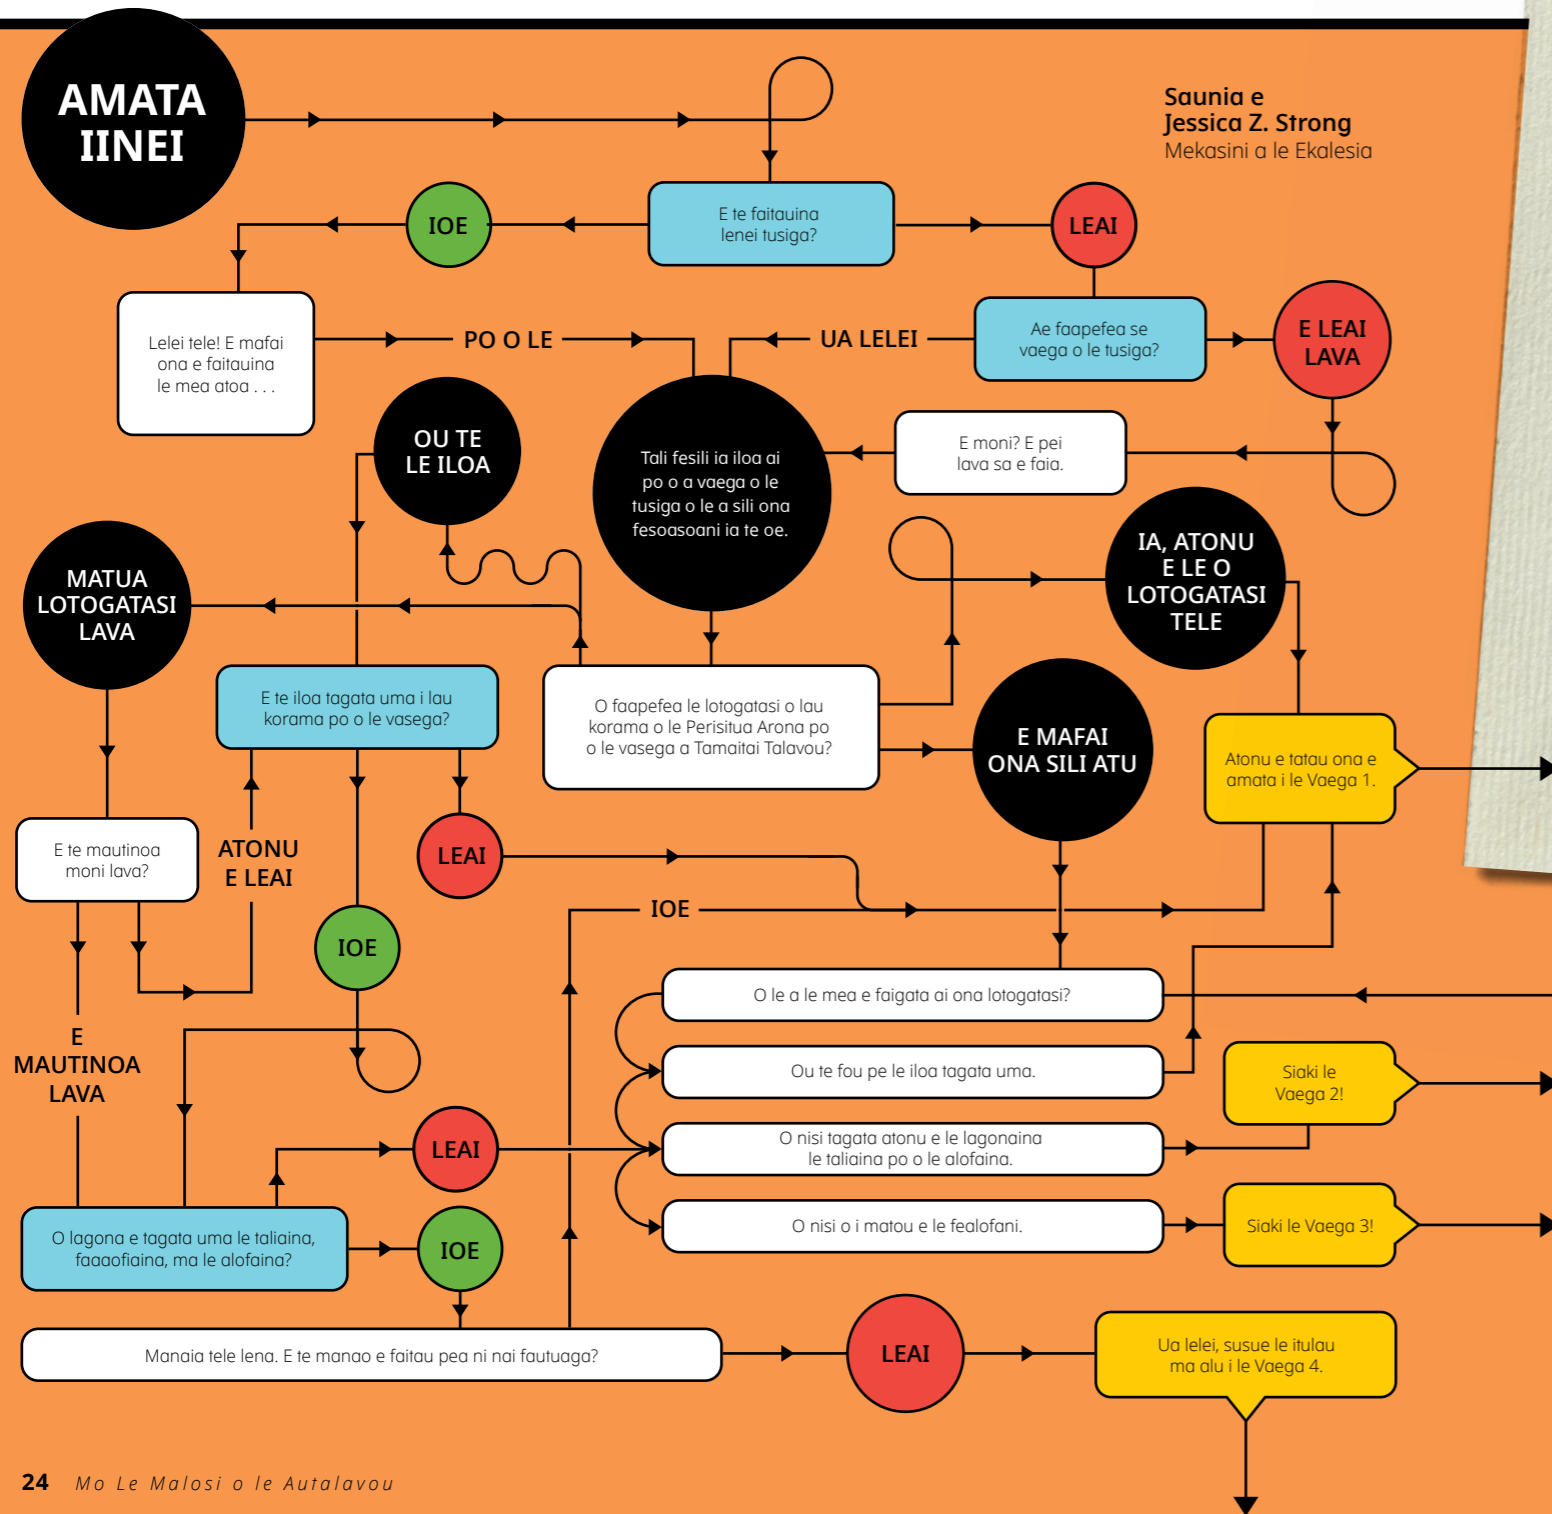 AMATA
IINEI
Saunia e
Jessica Z. Strong
Mekasini a le Ekalesia
E te faitauina
lenei tusiga?
IOE
LEAI
Lelei tele! E mafai
ona e faitauina
le mea atoa . . .
PO O LE
UA LELEI
Ae faapefea se
vaega o le tusiga?
E LEAI
LAVA
E moni? E pei
lava sa e faia.
Tali fesili ia iloa ai
po o a vaega o le
tusiga o le a sili ona
fesoasoani ia te oe.
OU TE
LE ILOA
MATUA
LOTOGATASI
LAVA
IA, ATONU
E LE O
LOTOGATASI
TELE
E te iloa tagata uma i lau
korama po o le vasega?
O faapefea le lotogatasi o lau
korama o le Perisitua Arona po
o le vasega a Tamaitai Talavou?
E MAFAI
ONA SILI ATU
Atonu e tatau ona e
amata i le Vaega 1.
E te mautinoa
moni lava?
ATONU
E LEAI
LEAI
IOE
IOE
E
MAUTINOA
LAVA
O le a le mea e faigata ai ona lotogatasi?
Ou te fou pe le iloa tagata uma.
Siaki le
Vaega 2!
O nisi tagata atonu e le lagonaina
le taliaina po o le alofaina.
LEAI
O nisi o i matou e le fealofani.
Siaki le Vaega 3!
O lagona e tagata uma le taliaina,
faaaofiaina, ma le alofaina?
IOE
Manaia tele lena. E te manao e faitau pea ni nai fautuaga?
LEAI
Ua lelei, susue le itulau
ma alu i le Vaega 4.
24 Mo Le Malosi o le Autalavou